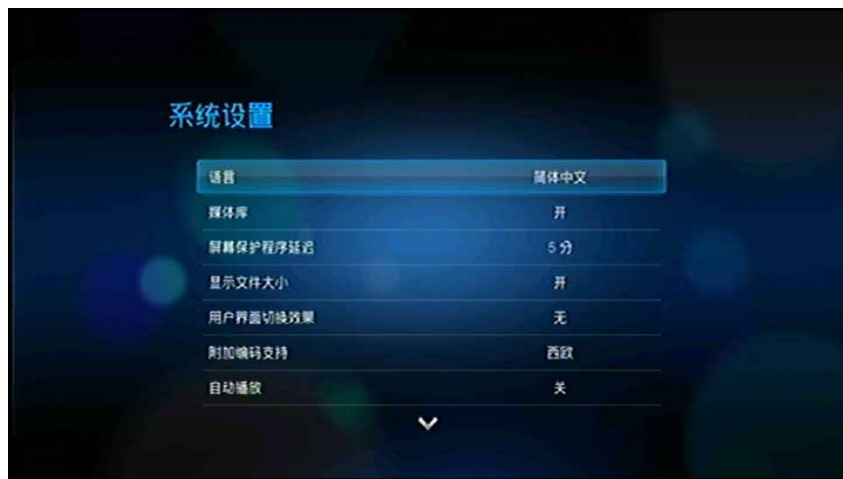 系统设置
语言 简体中文
媒体库 开
屏幕保护程序延迟 5 分
显示文件大小 开
用户界面切换效果 无
附加编码支持 西欧
自动播放 关